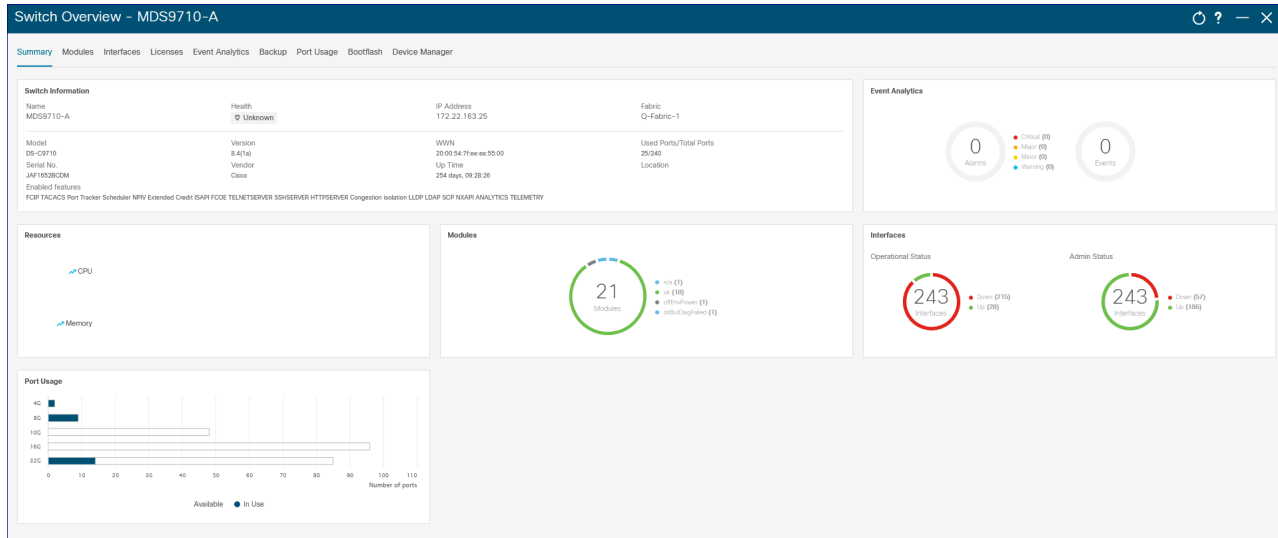 Switch Overview - MDS9710-A
?
Summary Modules Interfaces Licenses Event Analytics Backup Port Usage Bootflash Device Manager
Switch Information
Name Health IP Address Fabric
MDS9710-A Unknown 172.22.163.25 Q-Fabric-1
Model Version WWN Used Ports/Total Ports
DS-C9710 8.4(1a) 20:00:54:7f:ee:ea:55:00 25/240
Serial No. Vendor Up Time Location
JAF1652BCDM Cisco 254 days, 09:28:26
Enabled features
FCIP TACACS Port Tracker Scheduler NPIV Extended Credit ISAPI FCOE TELNETSERVER SSHSERVER HTTPSERVER Congestion isolation LLDP LDAP SCP NXAPI ANALYTICS TELEMETRY
Event Analytics
0
Alarms
Critical (0)
Major (0)
Minor (0)
Warning (0)
0
Events
Resources
CPU
Memory
Modules
21
Modules
n/a (1)
ok (18)
offEnvPower (1)
okButDiagFailed (1)
Interfaces
Operational Status
243
Interfaces
Down (215)
Up (28)
Admin Status
243
Interfaces
Down (57)
Up (186)
Port Usage
4G
8G
10G
16G
32G
0 10 20 30 40 50 60 70 80 90 100 110
Number of ports
Available In Use